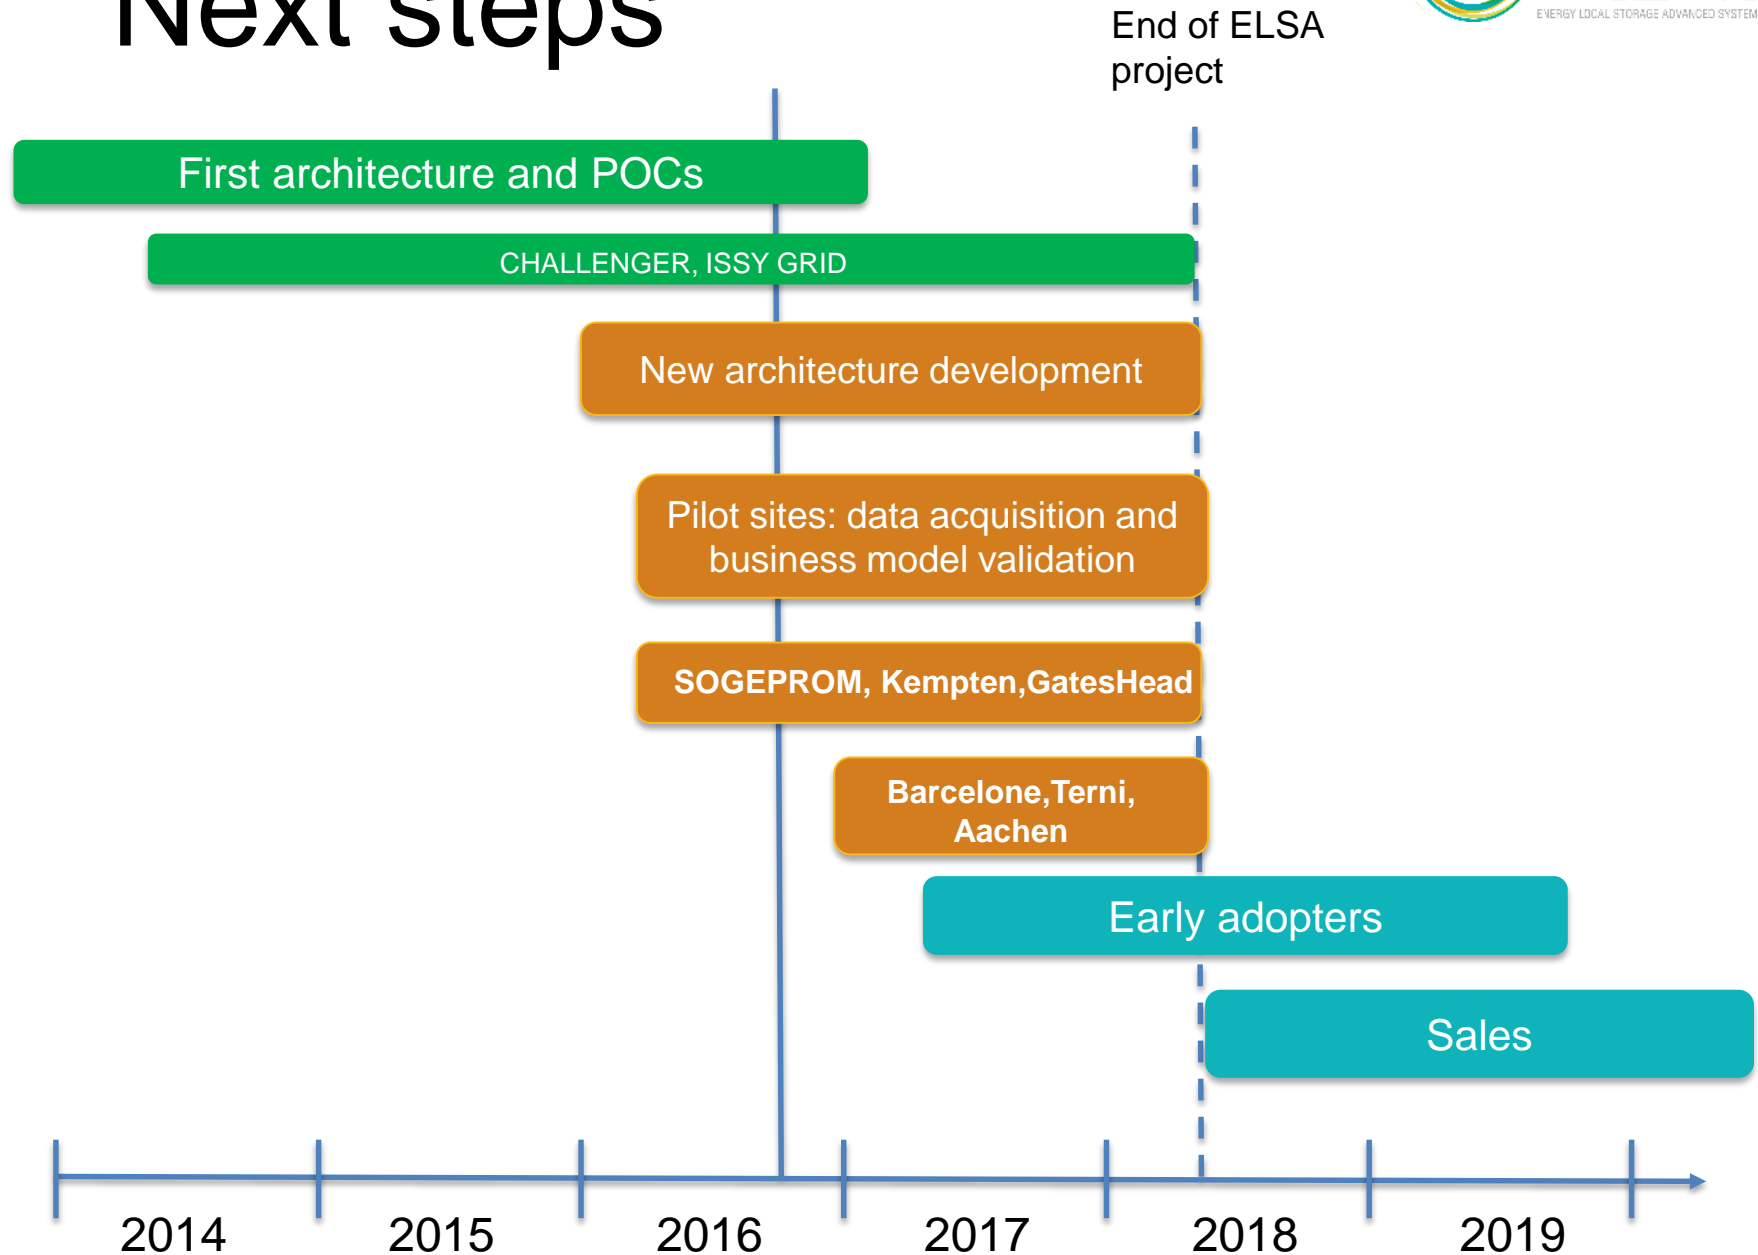 Next steps
ENERGY LOCAL STORAGE ADVANCED SYSTEM
End of ELSA
project
First architecture and POCs
CHALLENGER, ISSY GRID
New architecture development
Pilot sites: data acquisition and
business model validation
SOGEPROM, Kempten,GatesHead
Barcelone,Terni,
Aachen
Early adopters
Sales
2014 2015 2016 2017 2018 2019